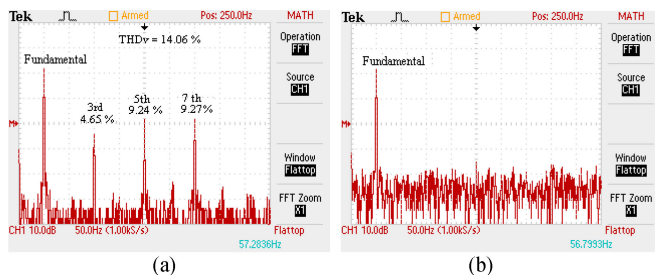 Tek Armed Pos: 250.0Hz MATH
THDv = 14.06 %
Operation
FFT
Fundamental
Source
CH1
3rd
4.65 %
5th
9.24 %
7 th
9.27%
M
Window
Flattop
FFT Zoom
X1
CH1 10.0dB 50.0Hz (1.00kS/s) Flattop
57.2836Hz
(a)
Tek Armed Pos: 250.0Hz MATH
Operation
FFT
Fundamental
Source
CH1
M
Window
Flattop
FFT Zoom
X1
CH1 10.0dB 50.0Hz (1.00kS/s) Flattop
56.7993Hz
(b)